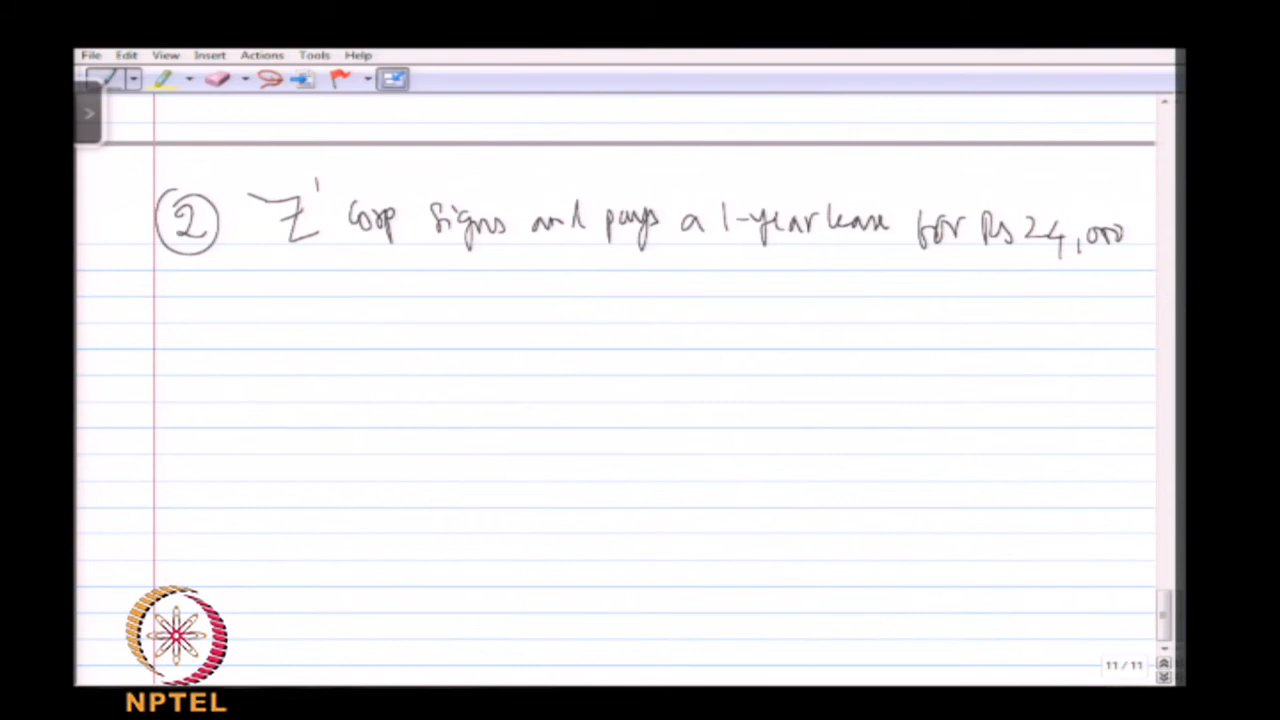 File Edit View Insert Actions Tools Help
② 'Z' Corp signs and pays a 1-year lease for Rs 24,000
11 / 11
NPTEL